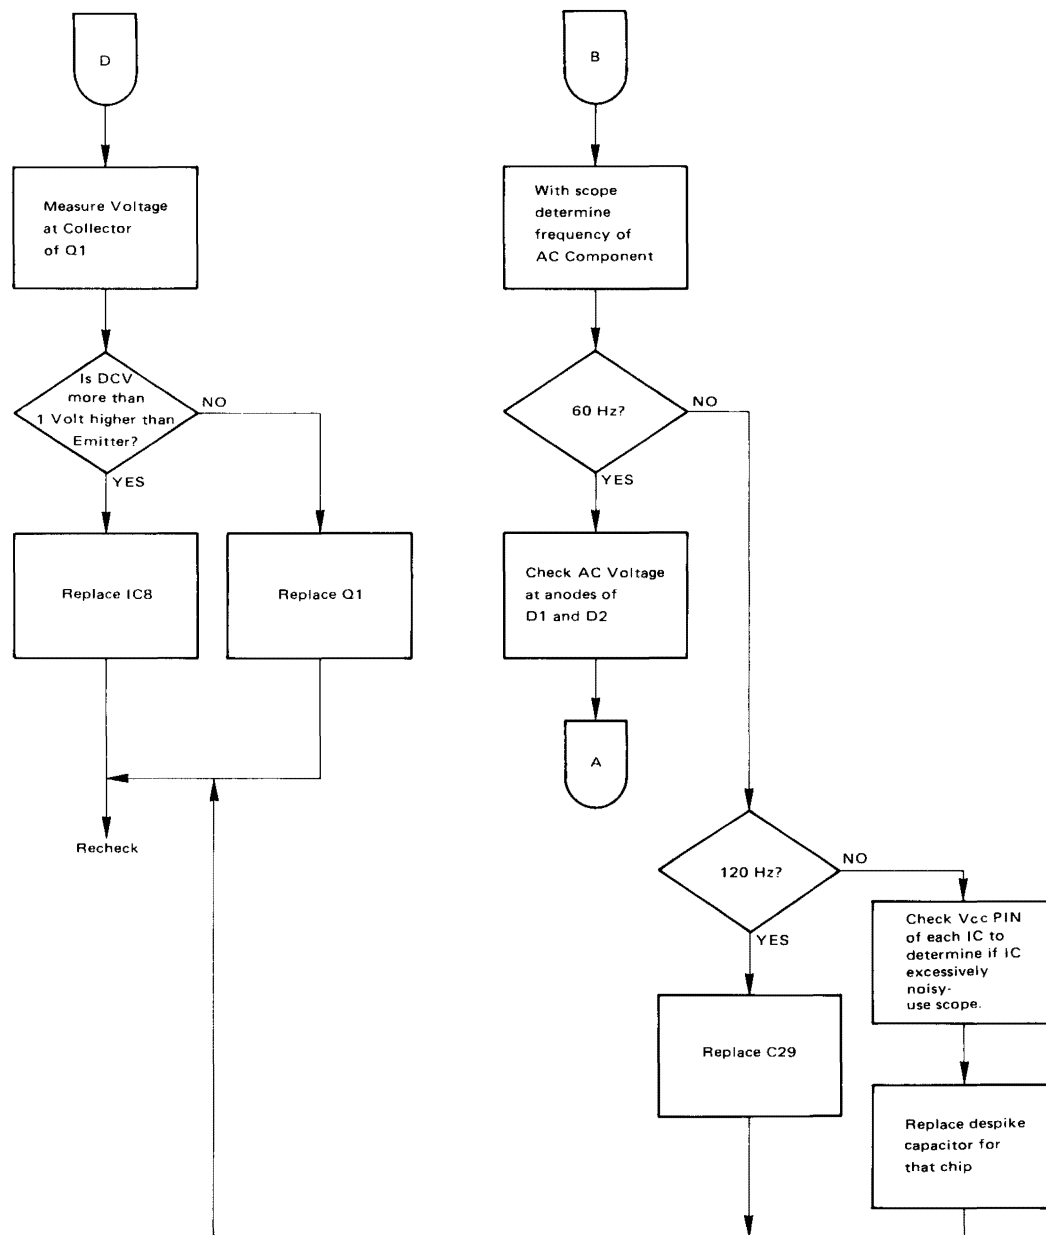 D
Measure Voltage
at Collector
of Q1
Is DCV
more than
1 Volt higher than
Emitter?
NO
YES
Replace IC8
Replace Q1
Recheck
B
With scope
determine
frequency of
AC Component
60 Hz?
NO
YES
Check AC Voltage
at anodes of
D1 and D2
A
120 Hz?
NO
YES
Check Vcc PIN
of each IC to
determine if IC
excessively
noisy-
use scope.
Replace C29
Replace despike
capacitor for
that chip